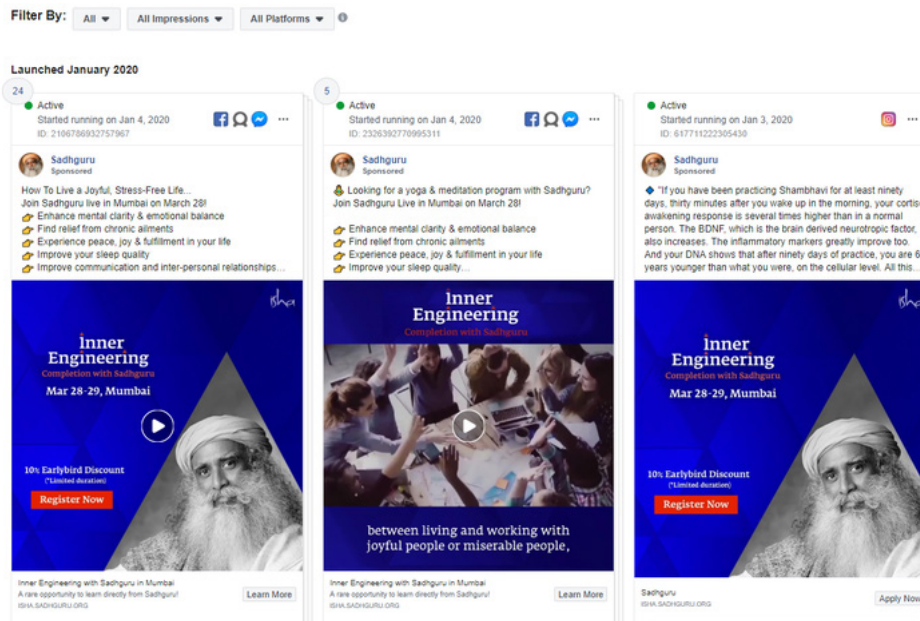 Filter By:
All
All Impressions
All Platforms
Launched January 2020
24
Active
Started running on Jan 4, 2020
ID: 2106786932757967
Sadhguru
Sponsored
How To Live a Joyful, Stress-Free Life...
Join Sadhguru live in Mumbai on March 28!
👉 Enhance mental clarity & emotional balance
👉 Find relief from chronic ailments
👉 Experience peace, joy & fulfillment in your life
👉 Improve your sleep quality
👉 Improve communication and inter-personal relationships...
isha
inner
Engineering
Completion with Sadhguru
Mar 28-29, Mumbai
10% Earlybird Discount
(*Limited duration)
Register Now
Inner Engineering with Sadhguru in Mumbai
A rare opportunity to learn directly from Sadhguru!
ISHA.SADHGURU.ORG
Learn More
5
Active
Started running on Jan 4, 2020
ID: 2326392770995311
Sadhguru
Sponsored
Looking for a yoga & meditation program with Sadhguru?
Join Sadhguru Live in Mumbai on March 28!
👉 Enhance mental clarity & emotional balance
👉 Find relief from chronic ailments
👉 Experience peace, joy & fulfillment in your life
👉 Improve your sleep quality...
inner
Engineering
Completion with Sadhguru
between living and working with
joyful people or miserable people,
Inner Engineering with Sadhguru in Mumbai
A rare opportunity to learn directly from Sadhguru!
ISHA.SADHGURU.ORG
Learn More
Active
Started running on Jan 3, 2020
ID: 617711222305430
Sadhguru
Sponsored
🔹 "If you have been practicing Shambhavi for at least ninety
days, thirty minutes after you wake up in the morning, your
awakening response is several times higher than in a normal
person. The BDNF, which is the brain derived neurotropic factor,
also increases. The inflammatory markers greatly improve too.
And your DNA shows that after ninety days of practice, you are 6
years younger than what you were, on the cellular level. All this...
inner
Engineering
Completion with Sadhguru
Mar 28-29, Mumbai
10% Earlybird Discount
(*Limited duration)
Register Now
Sadhguru
ISHA.SADHGURU.ORG
Apply Now